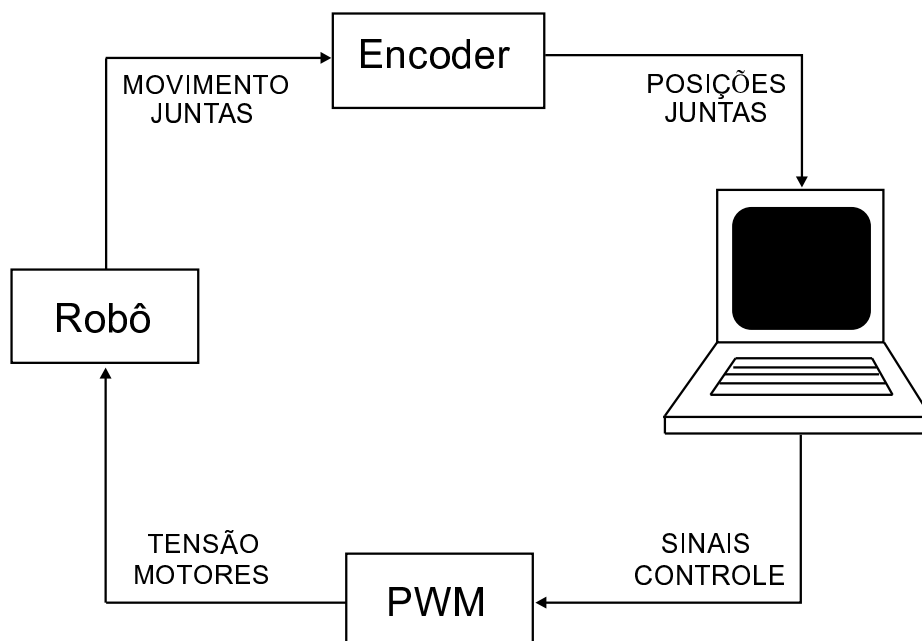 Encoder
MOVIMENTO
JUNTAS
POSIÇÕES
JUNTAS
Robô
TENSÃO
MOTORES
SINAIS
CONTROLE
PWM